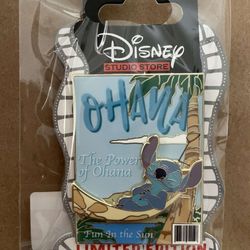 Disney
STUDIO STORE
OHANA
The Power
of Ohana
Fun In the Sun
LIMITED EDITION